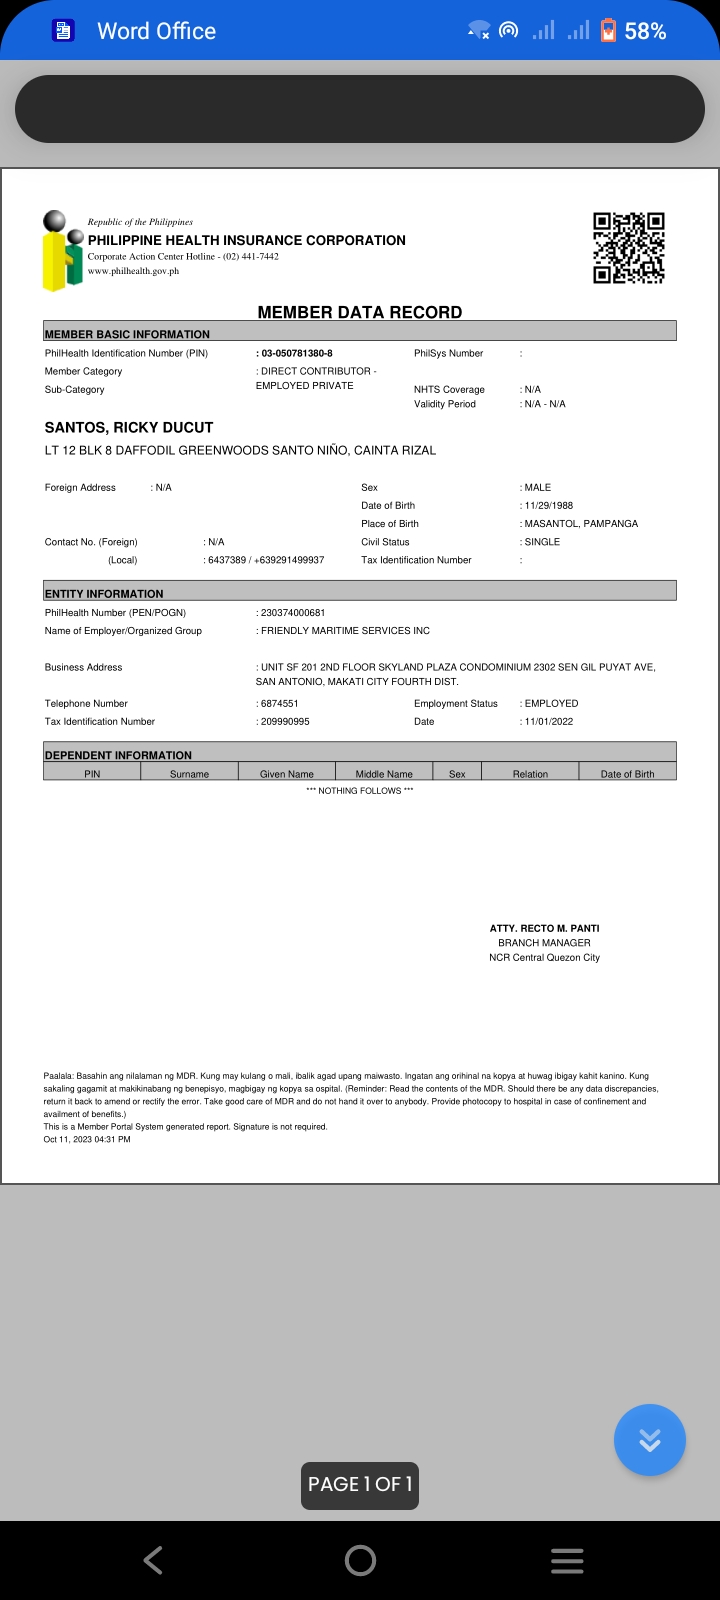 Word Office
58%
Republic of the Philippines
PHILIPPINE HEALTH INSURANCE CORPORATION
Corporate Action Center Hotline - (02) 441-7442
www.philhealth.gov.ph
MEMBER DATA RECORD
MEMBER BASIC INFORMATION
PhilHealth Identification Number (PIN) : 03-050781380-8 PhilSys Number :
Member Category : DIRECT CONTRIBUTOR -
Sub-Category EMPLOYED PRIVATE NHTS Coverage : N/A
Validity Period : N/A - N/A
SANTOS, RICKY DUCUT
LT 12 BLK 8 DAFFODIL GREENWOODS SANTO NIÑO, CAINTA RIZAL
Foreign Address : N/A Sex : MALE
Date of Birth : 11/29/1988
Place of Birth : MASANTOL, PAMPANGA
Contact No. (Foreign) : N/A Civil Status : SINGLE
(Local) : 6437389 / +639291499937 Tax Identification Number :
ENTITY INFORMATION
PhilHealth Number (PEN/POGN) : 230374000681
Name of Employer/Organized Group : FRIENDLY MARITIME SERVICES INC
Business Address : UNIT SF 201 2ND FLOOR SKYLAND PLAZA CONDOMINIUM 2302 SEN GIL PUYAT AVE,
SAN ANTONIO, MAKATI CITY FOURTH DIST.
Telephone Number : 6874551 Employment Status : EMPLOYED
Tax Identification Number : 209990995 Date : 11/01/2022
DEPENDENT INFORMATION
PIN Surname Given Name Middle Name Sex Relation Date of Birth
*** NOTHING FOLLOWS ***
ATTY. RECTO M. PANTI
BRANCH MANAGER
NCR Central Quezon City
Paalala: Basahin ang nilalaman ng MDR. Kung may kulang o mali, ibalik agad upang maiwasto. Ingatan ang orihinal na kopya at huwag ibigay kahit kanino. Kung
sakaling gagamit at makikinabang ng benepisyo, magbigay ng kopya sa ospital. (Reminder: Read the contents of the MDR. Should there be any data discrepancies,
return it back to amend or rectify the error. Take good care of MDR and do not hand it over to anybody. Provide photocopy to hospital in case of confinement and
availment of benefits.)
This is a Member Portal System generated report. Signature is not required.
Oct 11, 2023 04:31 PM
PAGE 1 OF 1